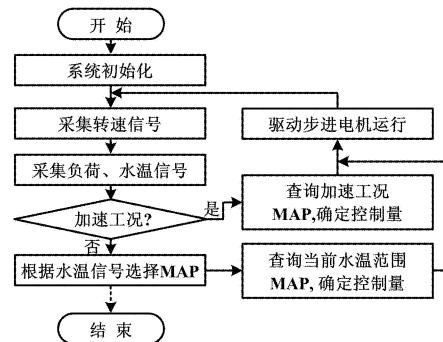 开 始
系统初始化
采集转速信号
驱动步进电机运行
采集负荷、水温信号
加速工况?
是
查询加速工况
MAP,确定控制量
否
根据水温信号选择MAP
查询当前水温范围
MAP, 确定控制量
结 束